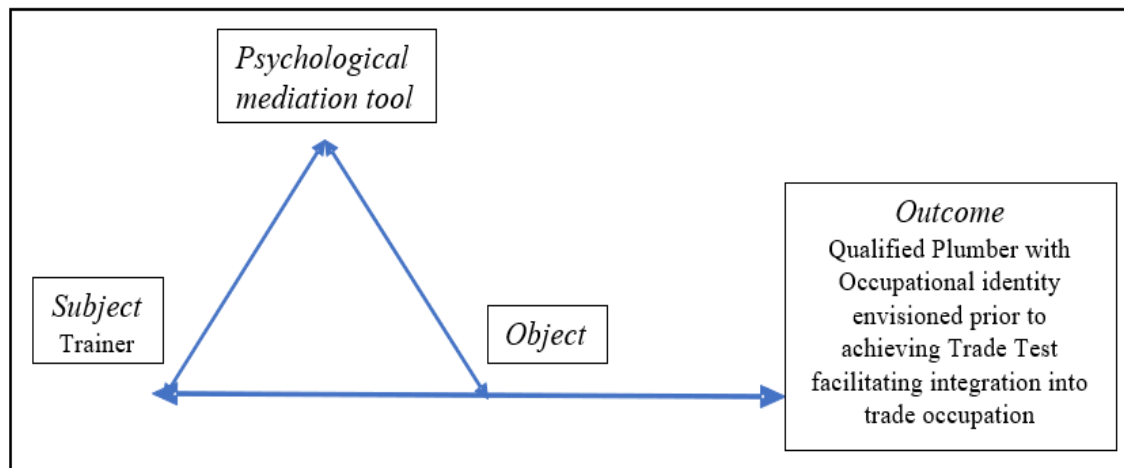 Psychological
mediation tool
Subject
Trainer
Object
Outcome
Qualified Plumber with
Occupational identity
envisioned prior to
achieving Trade Test
facilitating integration into
trade occupation